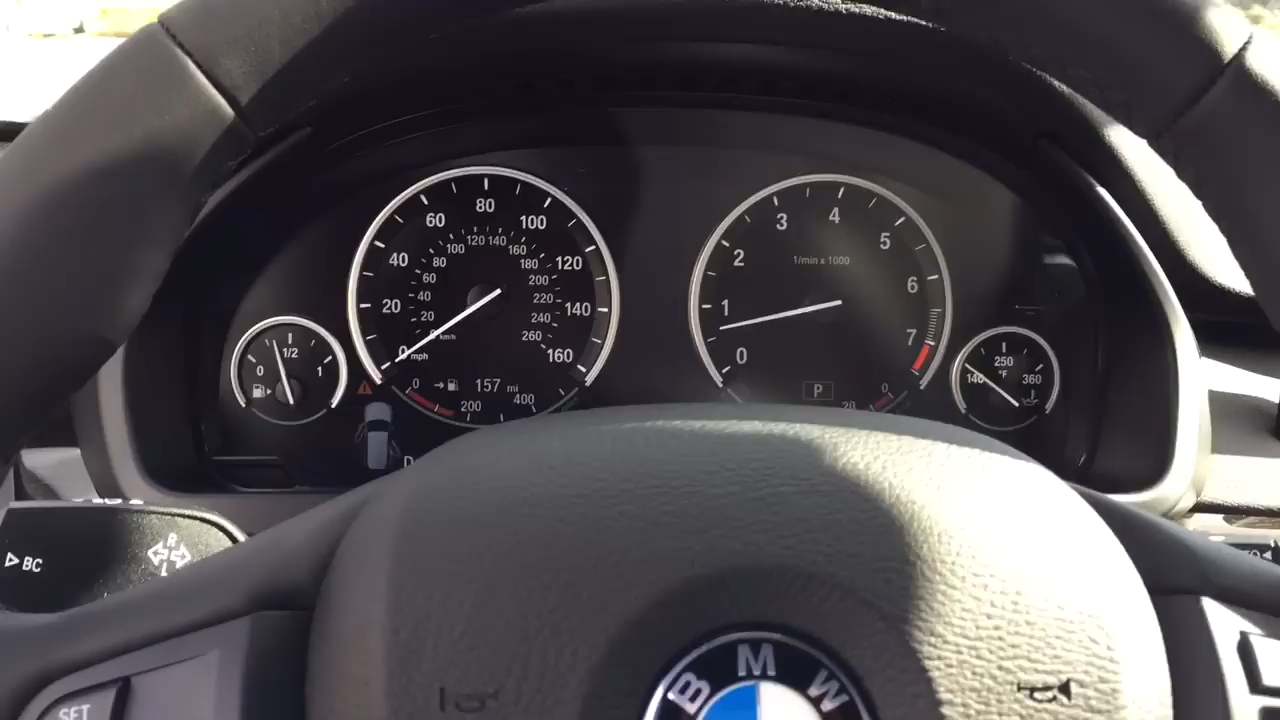 0 1/2 1
0 20 40 60 80 100 120 140 160
mph
20 40 60 80 100 120 140 160 180 200 220 240 260
km/h
0 200 400
157 mi
0 1 2 3 4 5 6 7
1/min x 1000
P
0
20
140 250 360
°F
BC
R
L
SET
BMW